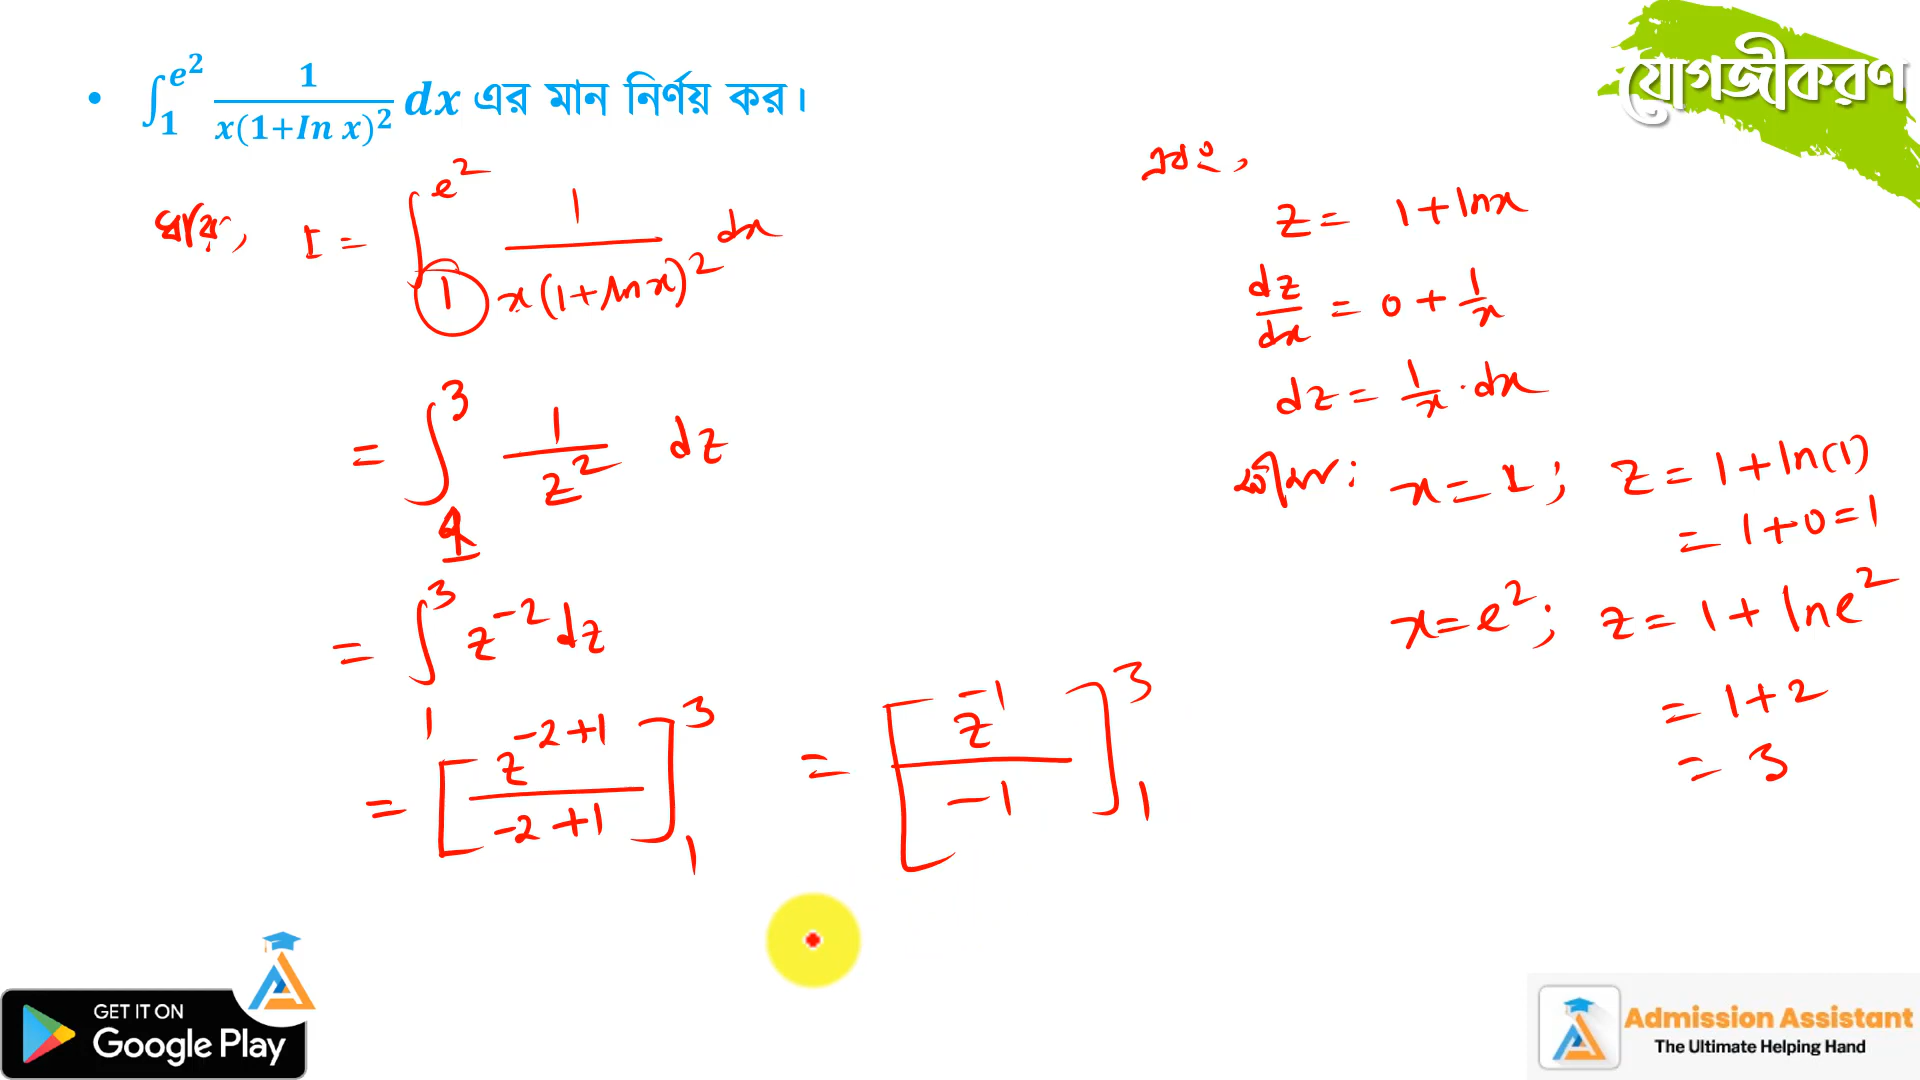 যোগজীকরণ
• ∫₁^{e²} 1/(x(1+In x)²) dx এর মান নির্ণয় কর।
ধরি, I = ∫₁^{e²} 1/(x(1+lnx)²) dx
= ∫₁³ 1/z² dz
= ∫₁³ z⁻² dz
= [z^{-2+1}/(-2+1)]₁³ = [z⁻¹/-1]₁³
এবং,
z = 1+lnx
dz/dx = 0 + 1/x
dz = 1/x · dx
x = 1; z = 1+ln(1)
= 1+0=1
x=e²; z = 1+lne²
= 1+2
= 3
GET IT ON
Google Play
Admission Assistant
The Ultimate Helping Hand